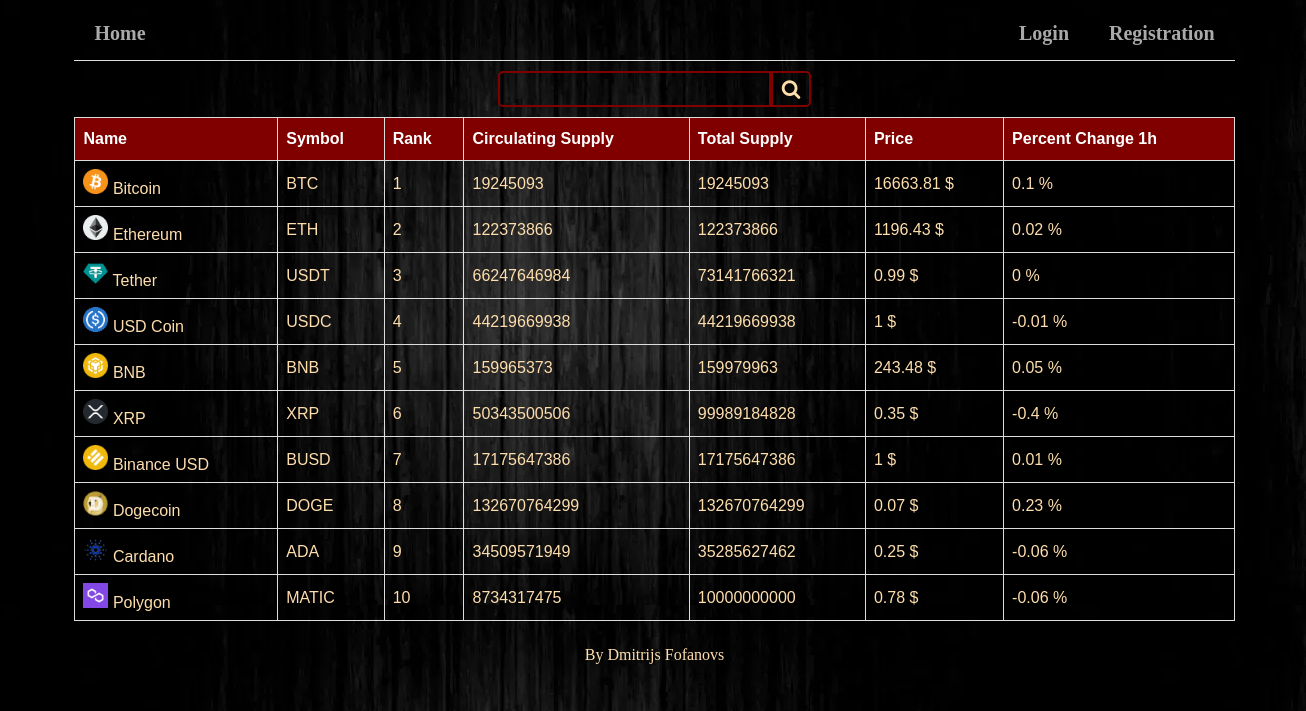 Home Login Registration
Name Symbol Rank Circulating Supply Total Supply Price Percent Change 1h
Bitcoin BTC 1 19245093 19245093 16663.81 $ 0.1 %
Ethereum ETH 2 122373866 122373866 1196.43 $ 0.02 %
Tether USDT 3 66247646984 73141766321 0.99 $ 0 %
USD Coin USDC 4 44219669938 44219669938 1 $ -0.01 %
BNB BNB 5 159965373 159979963 243.48 $ 0.05 %
XRP XRP 6 50343500506 99989184828 0.35 $ -0.4 %
Binance USD BUSD 7 17175647386 17175647386 1 $ 0.01 %
Dogecoin DOGE 8 132670764299 132670764299 0.07 $ 0.23 %
Cardano ADA 9 34509571949 35285627462 0.25 $ -0.06 %
Polygon MATIC 10 8734317475 10000000000 0.78 $ -0.06 %
By Dmitrijs Fofanovs